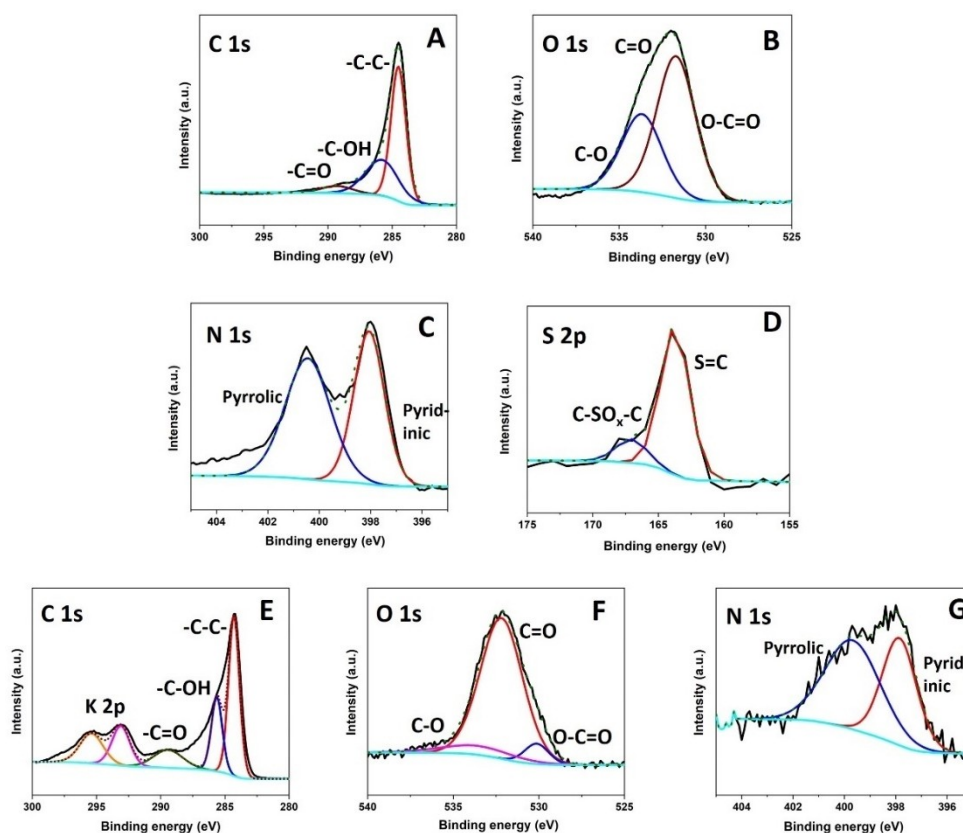 C 1s
A
-C-C-
-C-OH
-C=O
Intensity (a.u.)
300 295 290 285 280
Binding energy (eV)
O 1s
B
C=O
O-C=O
C-O
Intensity (a.u.)
540 535 530 525
Binding energy (eV)
N 1s
C
Pyrrolic
Pyrid-
inic
Intensity (a.u.)
404 402 400 398 396
Binding energy (eV)
S 2p
D
S=C
C-SOx-C
Intensity (a.u.)
175 170 165 160 155
Binding energy (eV)
C 1s
E
-C-C-
-C-OH
K 2p
-C=O
Intensity (a.u.)
300 295 290 285 280
Binding energy (eV)
O 1s
F
C=O
C-O
O-C=O
Intensity (a.u.)
540 535 530 525
Binding energy (eV)
N 1s
G
Pyrrolic
Pyrid
inic
Intensity (a.u.)
404 402 400 398 396
Binding energy (eV)